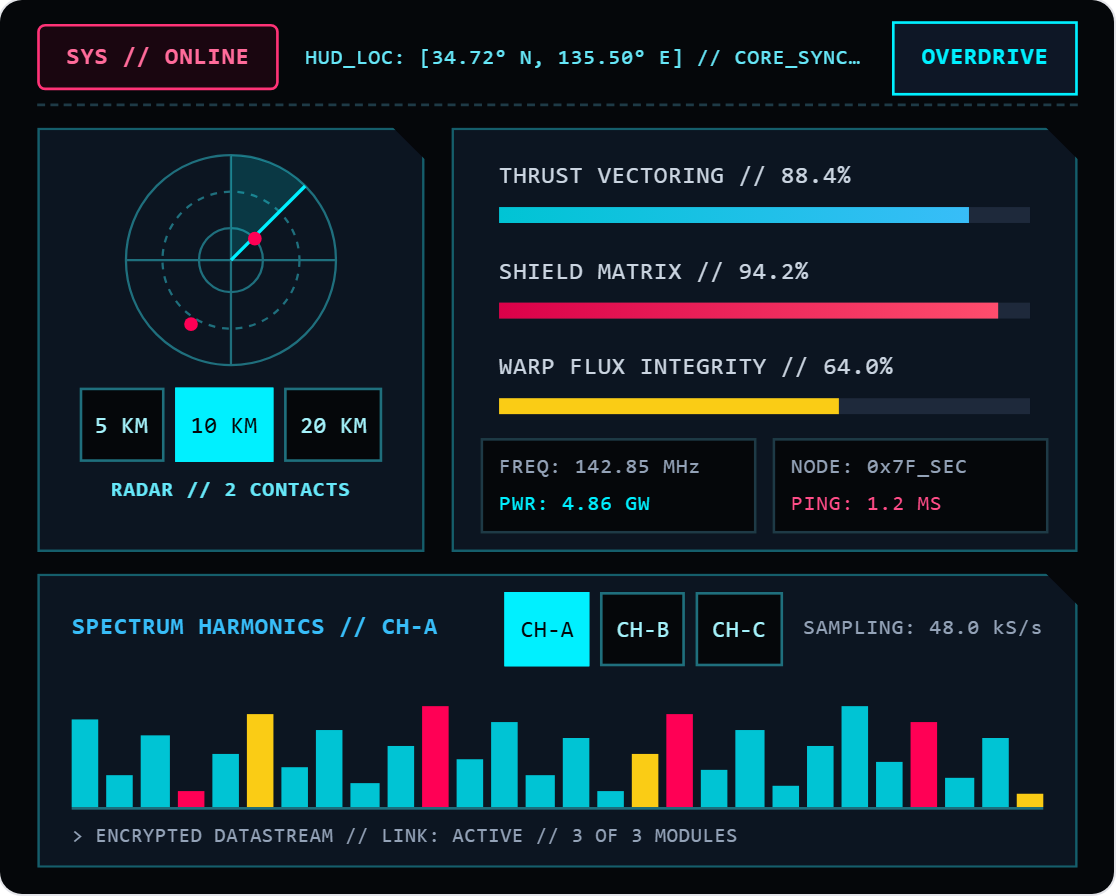 SYS // ONLINE
HUD_LOC: [34.72° N, 135.50° E] // CORE_SYNC…
OVERDRIVE
5 KM
10 KM
20 KM
RADAR // 2 CONTACTS
THRUST VECTORING // 88.4%
SHIELD MATRIX // 94.2%
WARP FLUX INTEGRITY // 64.0%
FREQ: 142.85 MHz
PWR: 4.86 GW
NODE: 0x7F_SEC
PING: 1.2 MS
SPECTRUM HARMONICS // CH-A
CH-A
CH-B
CH-C
SAMPLING: 48.0 kS/s
> ENCRYPTED DATASTREAM // LINK: ACTIVE // 3 OF 3 MODULES